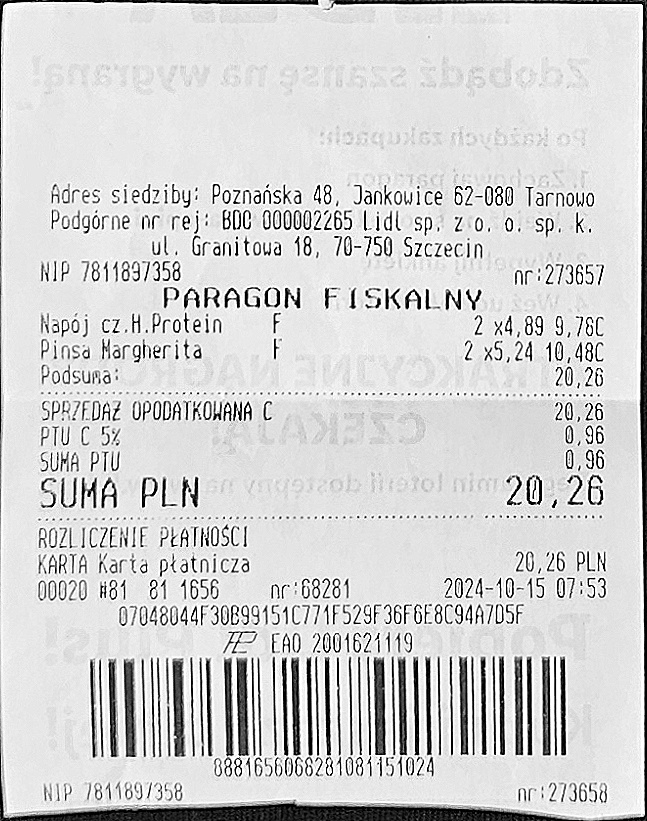 Adres siedziby: Poznańska 48, Jankowice 62-080 Tarnowo
Podgórne nr rej: BDO 000002265 Lidl sp. z o. o. sp. k.
ul. Granitowa 18, 70-750 Szczecin
NIP 7811897358 nr:273657
PARAGON FISKALNY
Napój cz.H.Protein F 2 x4,89 9,78C
Pinsa Margherita F 2 x5,24 10,48C
Podsuma: 20,26
SPRZEDAŻ OPODATKOWANA C 20,26
PTU C 5% 0,96
SUMA PTU 0,96
SUMA PLN 20,26
ROZLICZENIE PŁATNOŚCI
KARTA Karta płatnicza 20,26 PLN
00020 #81 81 1656 nr:68281 2024-10-15 07:53
07048044F30B99151C771F529F36F6E8C94A7D5F
EAO 2001621119
8881656068281081151024
NIP 7811897358 nr:273658